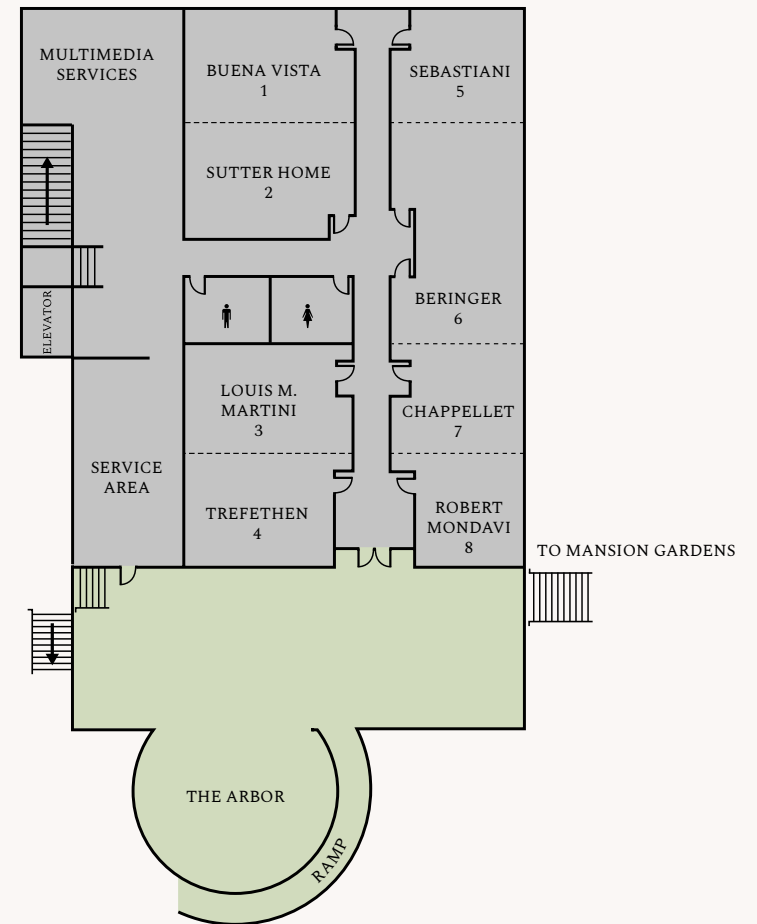 MULTIMEDIA
SERVICES
BUENA VISTA
1
SEBASTIANI
5
SUTTER HOME
2
ELEVATOR
BERINGER
6
LOUIS M.
MARTINI
3
CHAPPELLET
7
SERVICE
AREA
TREFETHEN
4
ROBERT
MONDAVI
8
TO MANSION GARDENS
THE ARBOR
RAMP